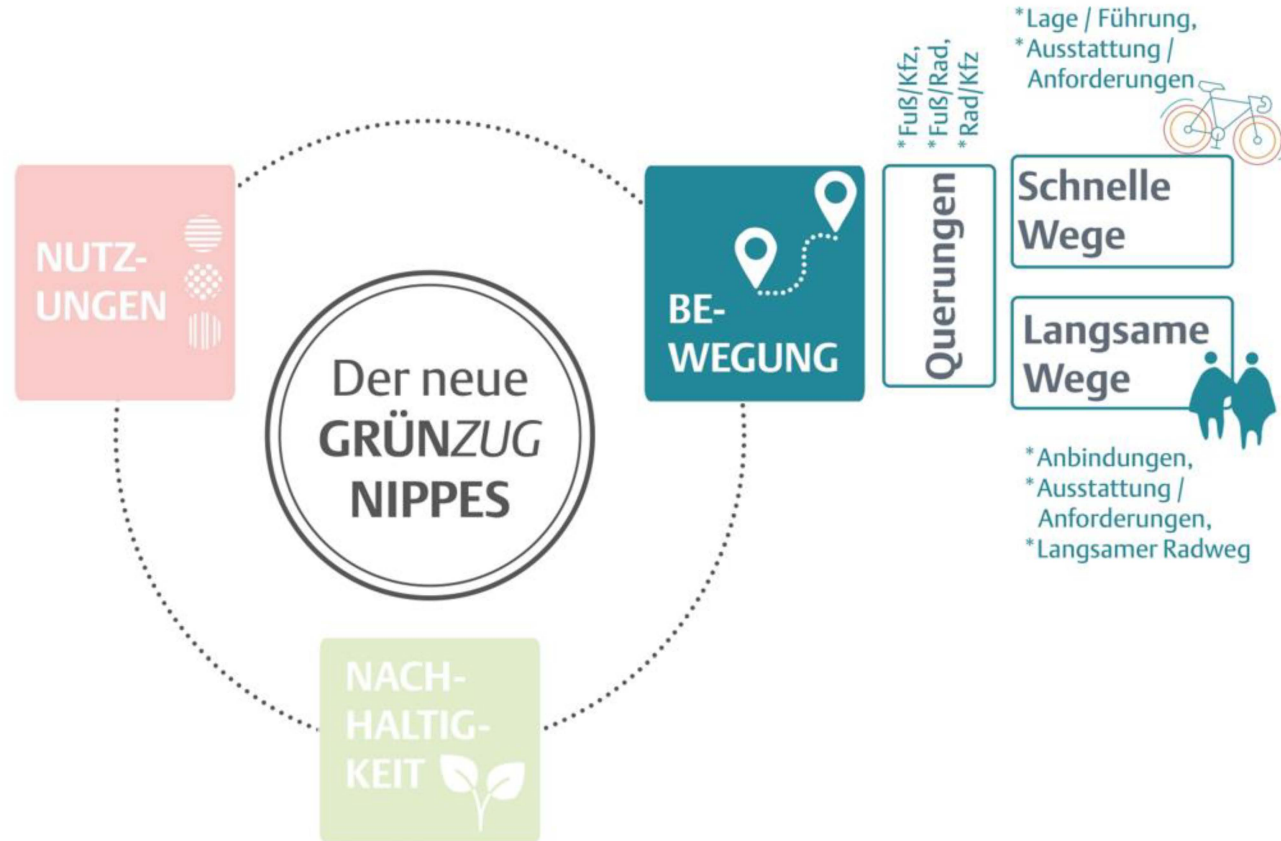 NUTZ-
UNGEN
Der neue
GRÜNZUG
NIPPES
NACH-
HALTIG-
KEIT
BE-
WEGUNG
*Fuß/Kfz,
*Fuß/Rad,
*Rad/Kfz
Querungen
*Lage / Führung,
*Ausstattung /
Anforderungen
Schnelle
Wege
Langsame
Wege
*Anbindungen,
*Ausstattung /
Anforderungen,
*Langsamer Radweg